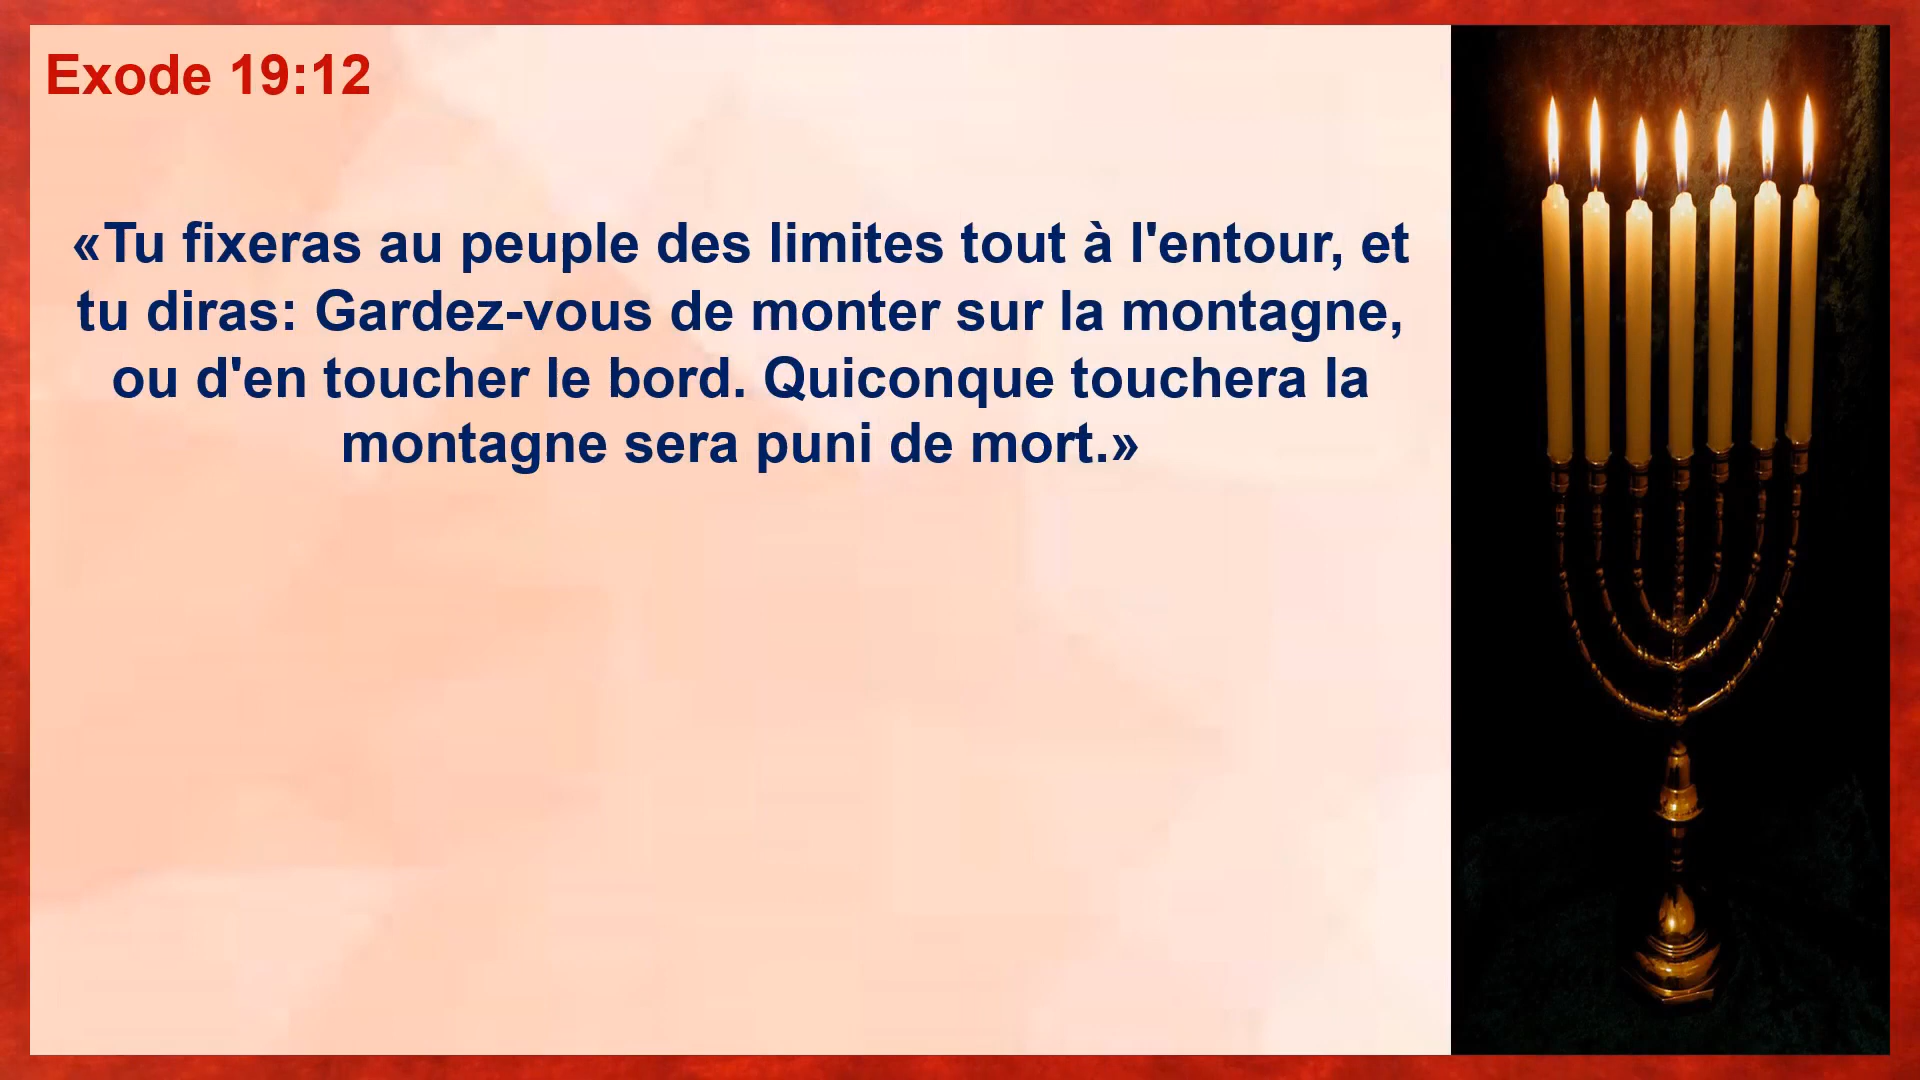 Exode 19:12
«Tu fixeras au peuple des limites tout à l'entour, et
tu diras: Gardez-vous de monter sur la montagne,
ou d'en toucher le bord. Quiconque touchera la
montagne sera puni de mort.»